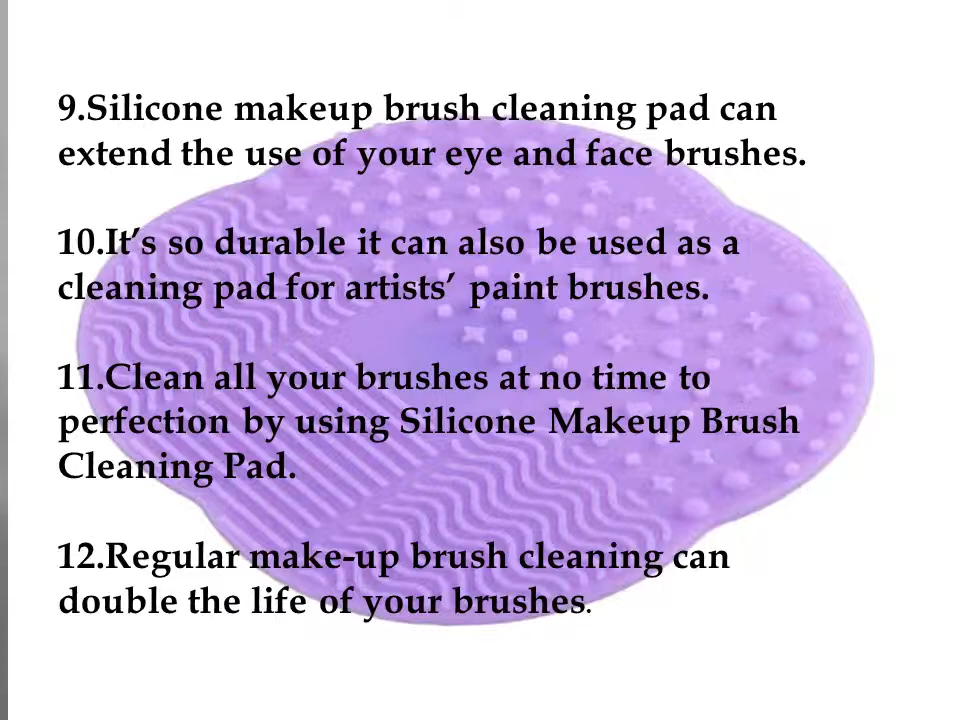 9.Silicone makeup brush cleaning pad can
extend the use of your eye and face brushes.
10.It’s so durable it can also be used as a
cleaning pad for artists’ paint brushes.
11.Clean all your brushes at no time to
perfection by using Silicone Makeup Brush
Cleaning Pad.
12.Regular make-up brush cleaning can
double the life of your brushes.